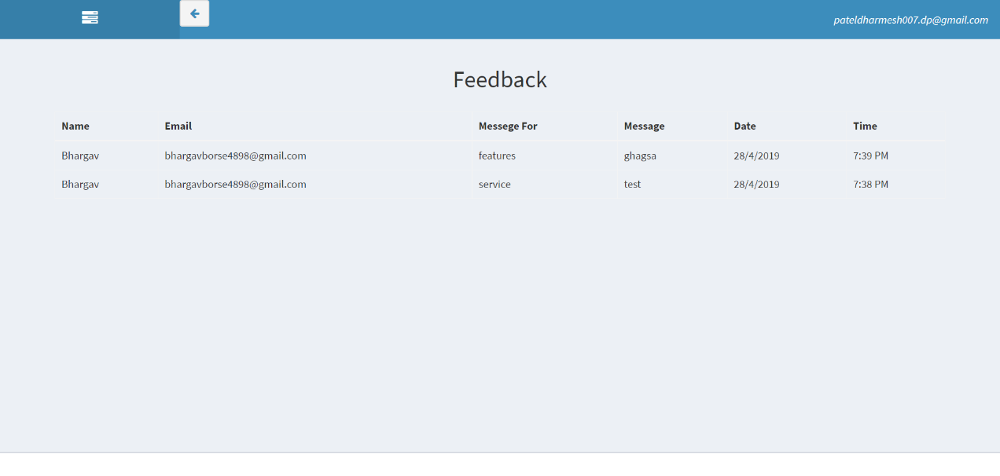 pateldharmesh007.dp@gmail.com
Feedback
Name Email Messege For Message Date Time
Bhargav bhargavborse4898@gmail.com features ghagsa 28/4/2019 7:39 PM
Bhargav bhargavborse4898@gmail.com service test 28/4/2019 7:38 PM